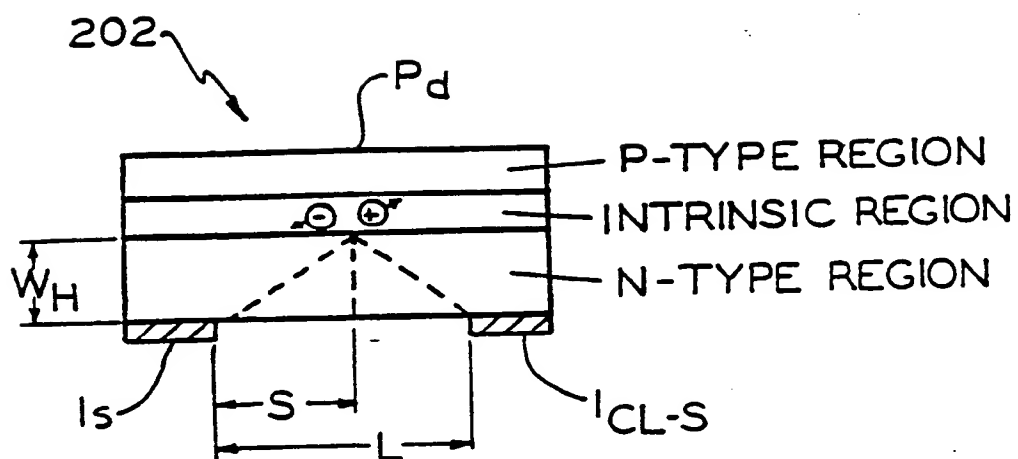 202
Pd
P-TYPE REGION
- +
INTRINSIC REGION
WH
N-TYPE REGION
IS
S
ICL-S
L